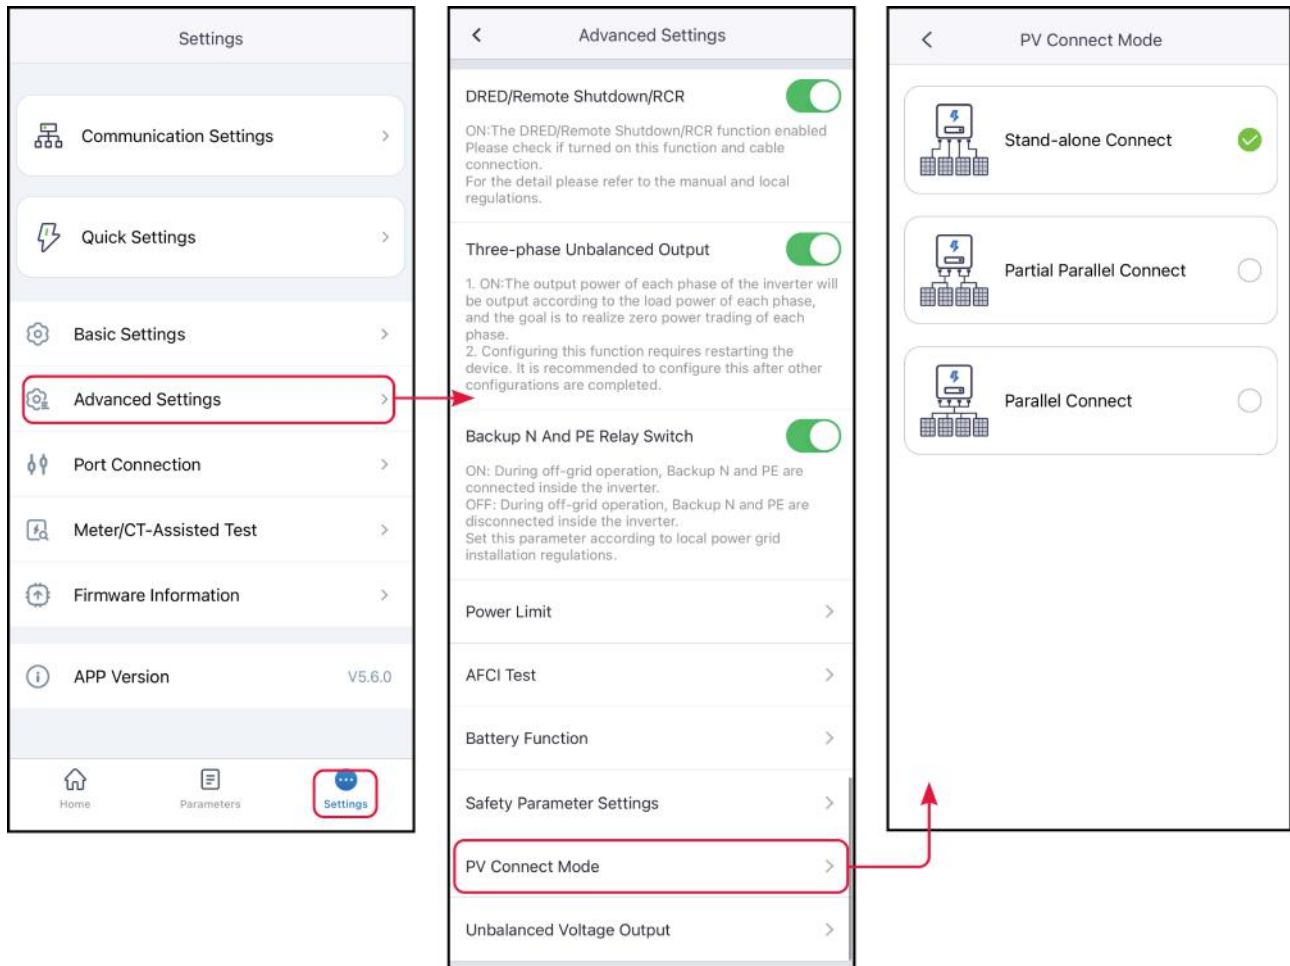 Settings
Communication Settings
Quick Settings
Basic Settings
Advanced Settings
Port Connection
Meter/CT-Assisted Test
Firmware Information
APP Version
V5.6.0
Home
Parameters
Settings
Advanced Settings
DRED/Remote Shutdown/RCR
ON:The DRED/Remote Shutdown/RCR function enabled
Please check if turned on this function and cable
connection.
For the detail please refer to the manual and local
regulations.
Three-phase Unbalanced Output
1. ON:The output power of each phase of the inverter will
be output according to the load power of each phase,
and the goal is to realize zero power trading of each
phase.
2. Configuring this function requires restarting the
device. It is recommended to configure this after other
configurations are completed.
Backup N And PE Relay Switch
ON: During off-grid operation, Backup N and PE are
connected inside the inverter.
OFF: During off-grid operation, Backup N and PE are
disconnected inside the inverter.
Set this parameter according to local power grid
installation regulations.
Power Limit
AFCI Test
Battery Function
Safety Parameter Settings
PV Connect Mode
Unbalanced Voltage Output
PV Connect Mode
Stand-alone Connect
Partial Parallel Connect
Parallel Connect